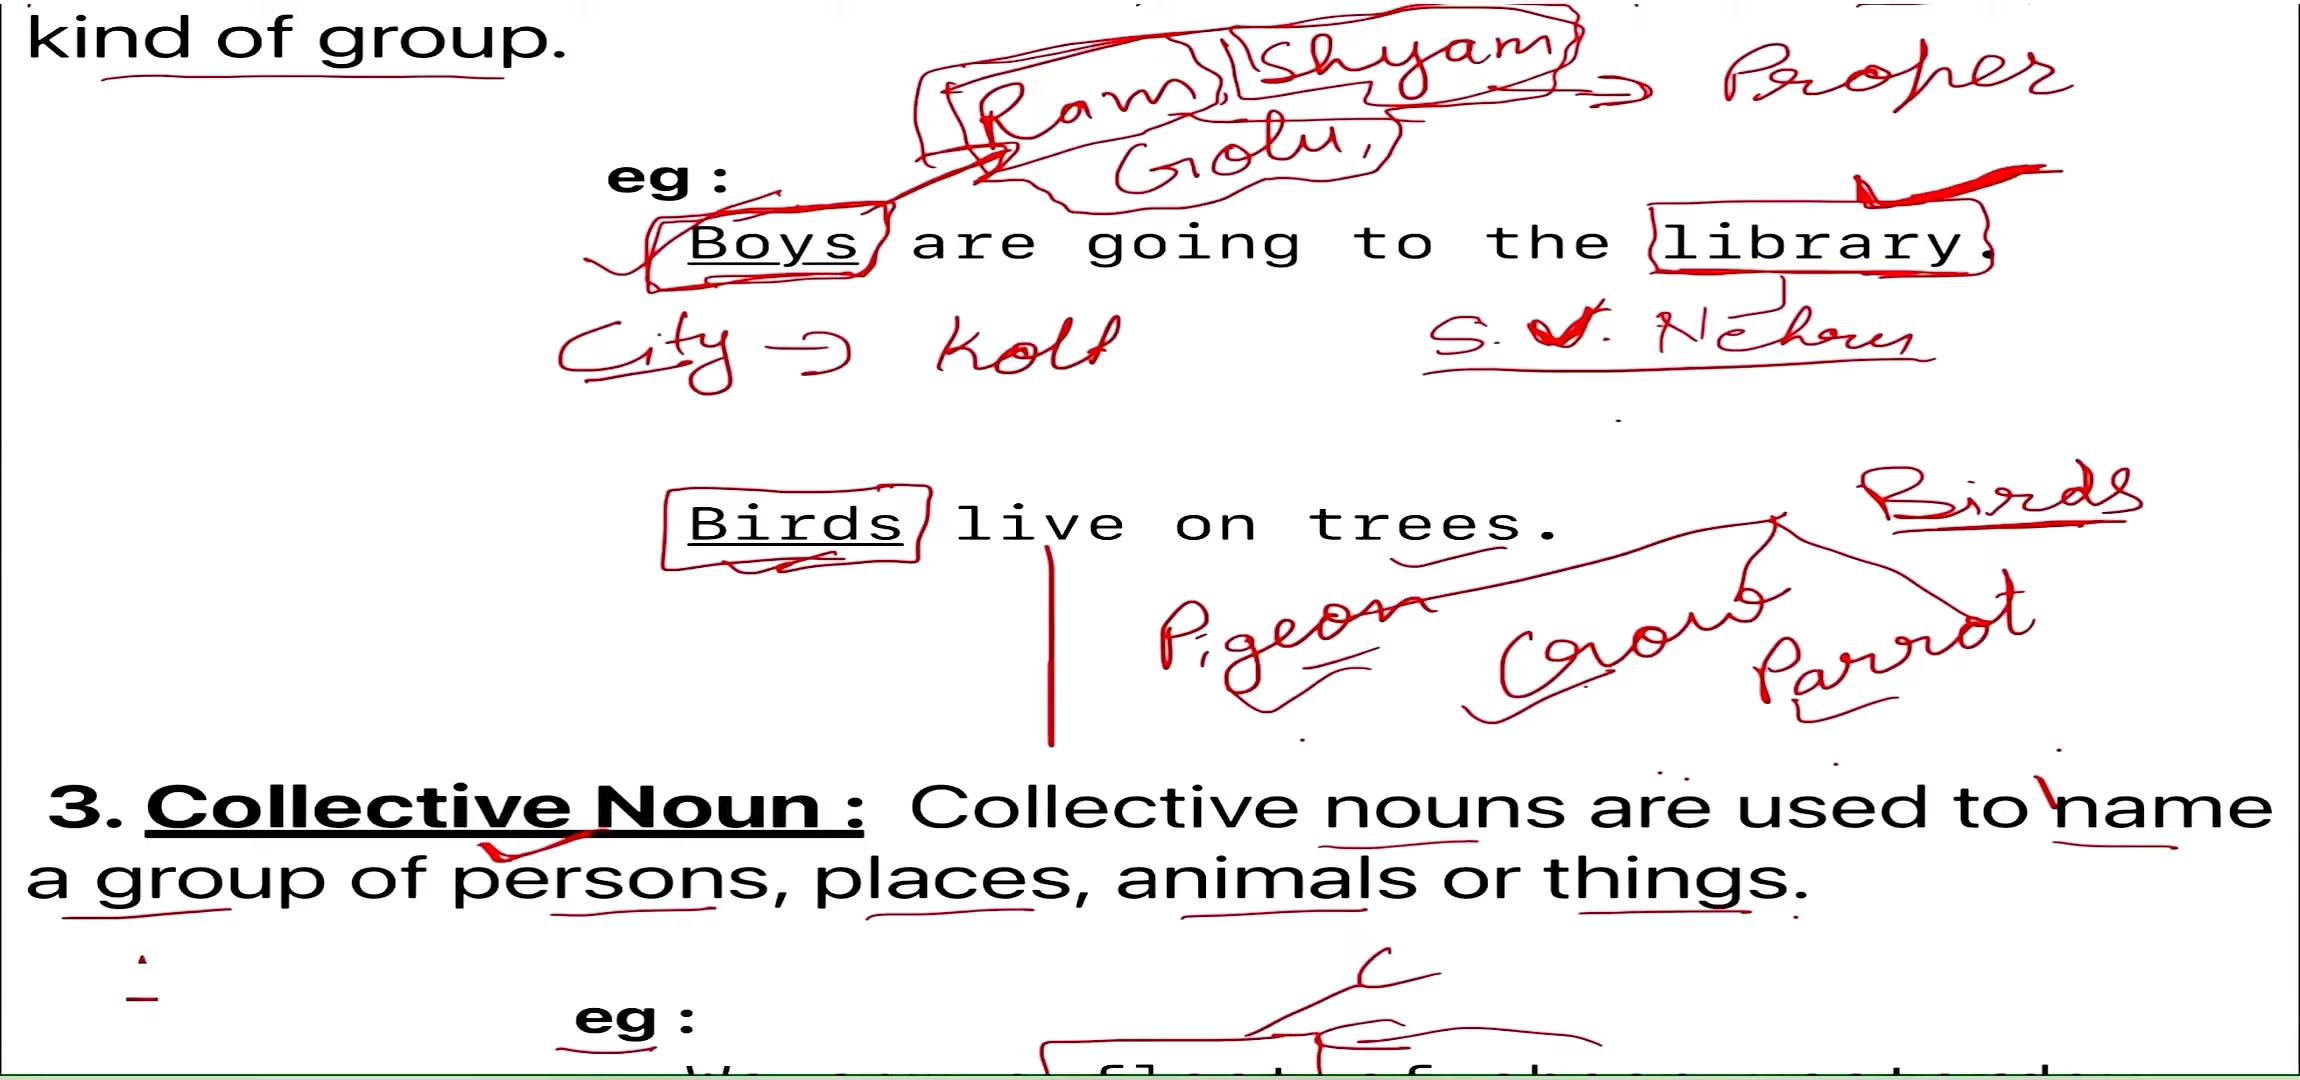 kind of group.
Ram, Shyam → Proper
Golu,
eg :
Boys are going to the library.
City → Kolk
S. V. Nehru
Birds
Birds live on trees.
Pigeon Crow Parrot
3. Collective Noun : Collective nouns are used to name
a group of persons, places, animals or things.
C
eg :